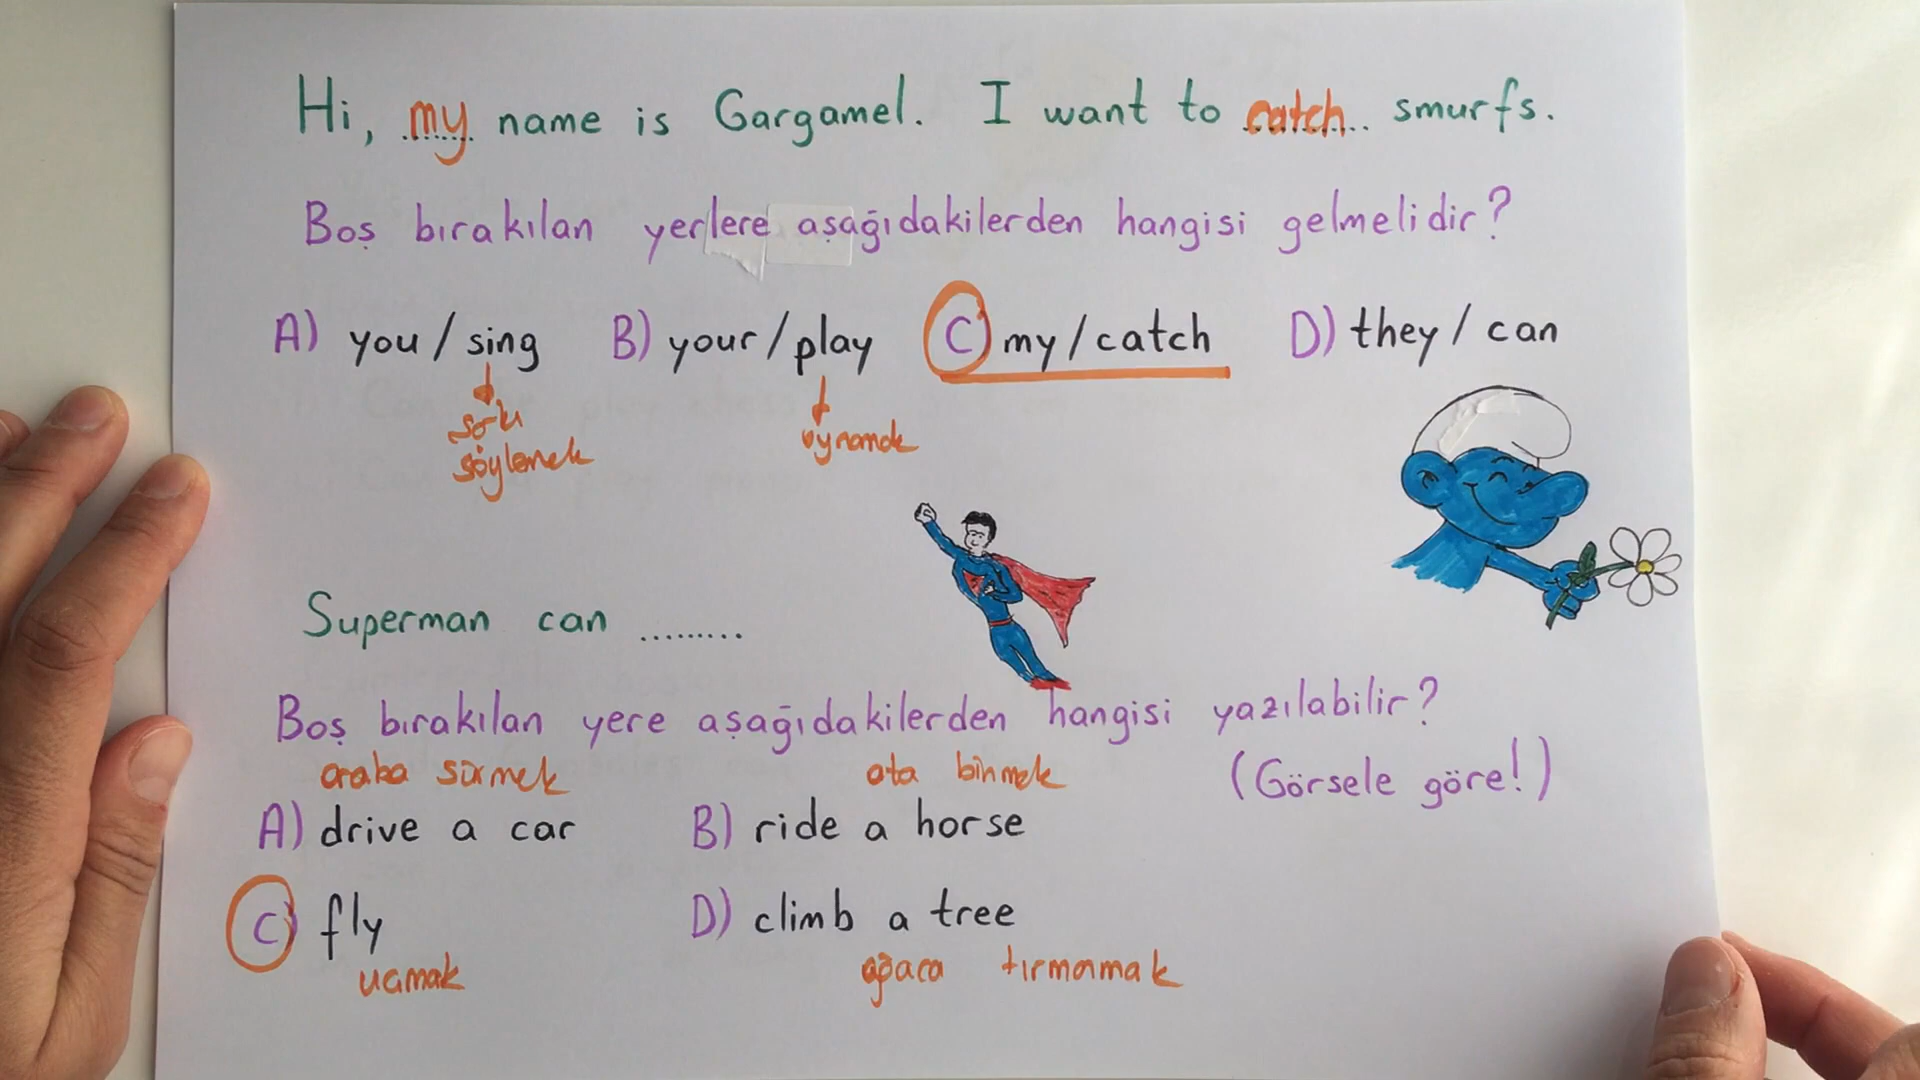 Hi, my name is Gargamel. I want to catch smurfs.
Boş bırakılan yerlere aşağıdakilerden hangisi gelmelidir?
A) you / sing B) your / play C) my / catch D) they / can
şarkı söylemek
oynamak
Superman can .........
Boş bırakılan yere aşağıdakilerden hangisi yazılabilir?
(Görsele göre!)
araba sürmek ata binmek
A) drive a car B) ride a horse
C) fly D) climb a tree
uçmak ağaca tırmanmak